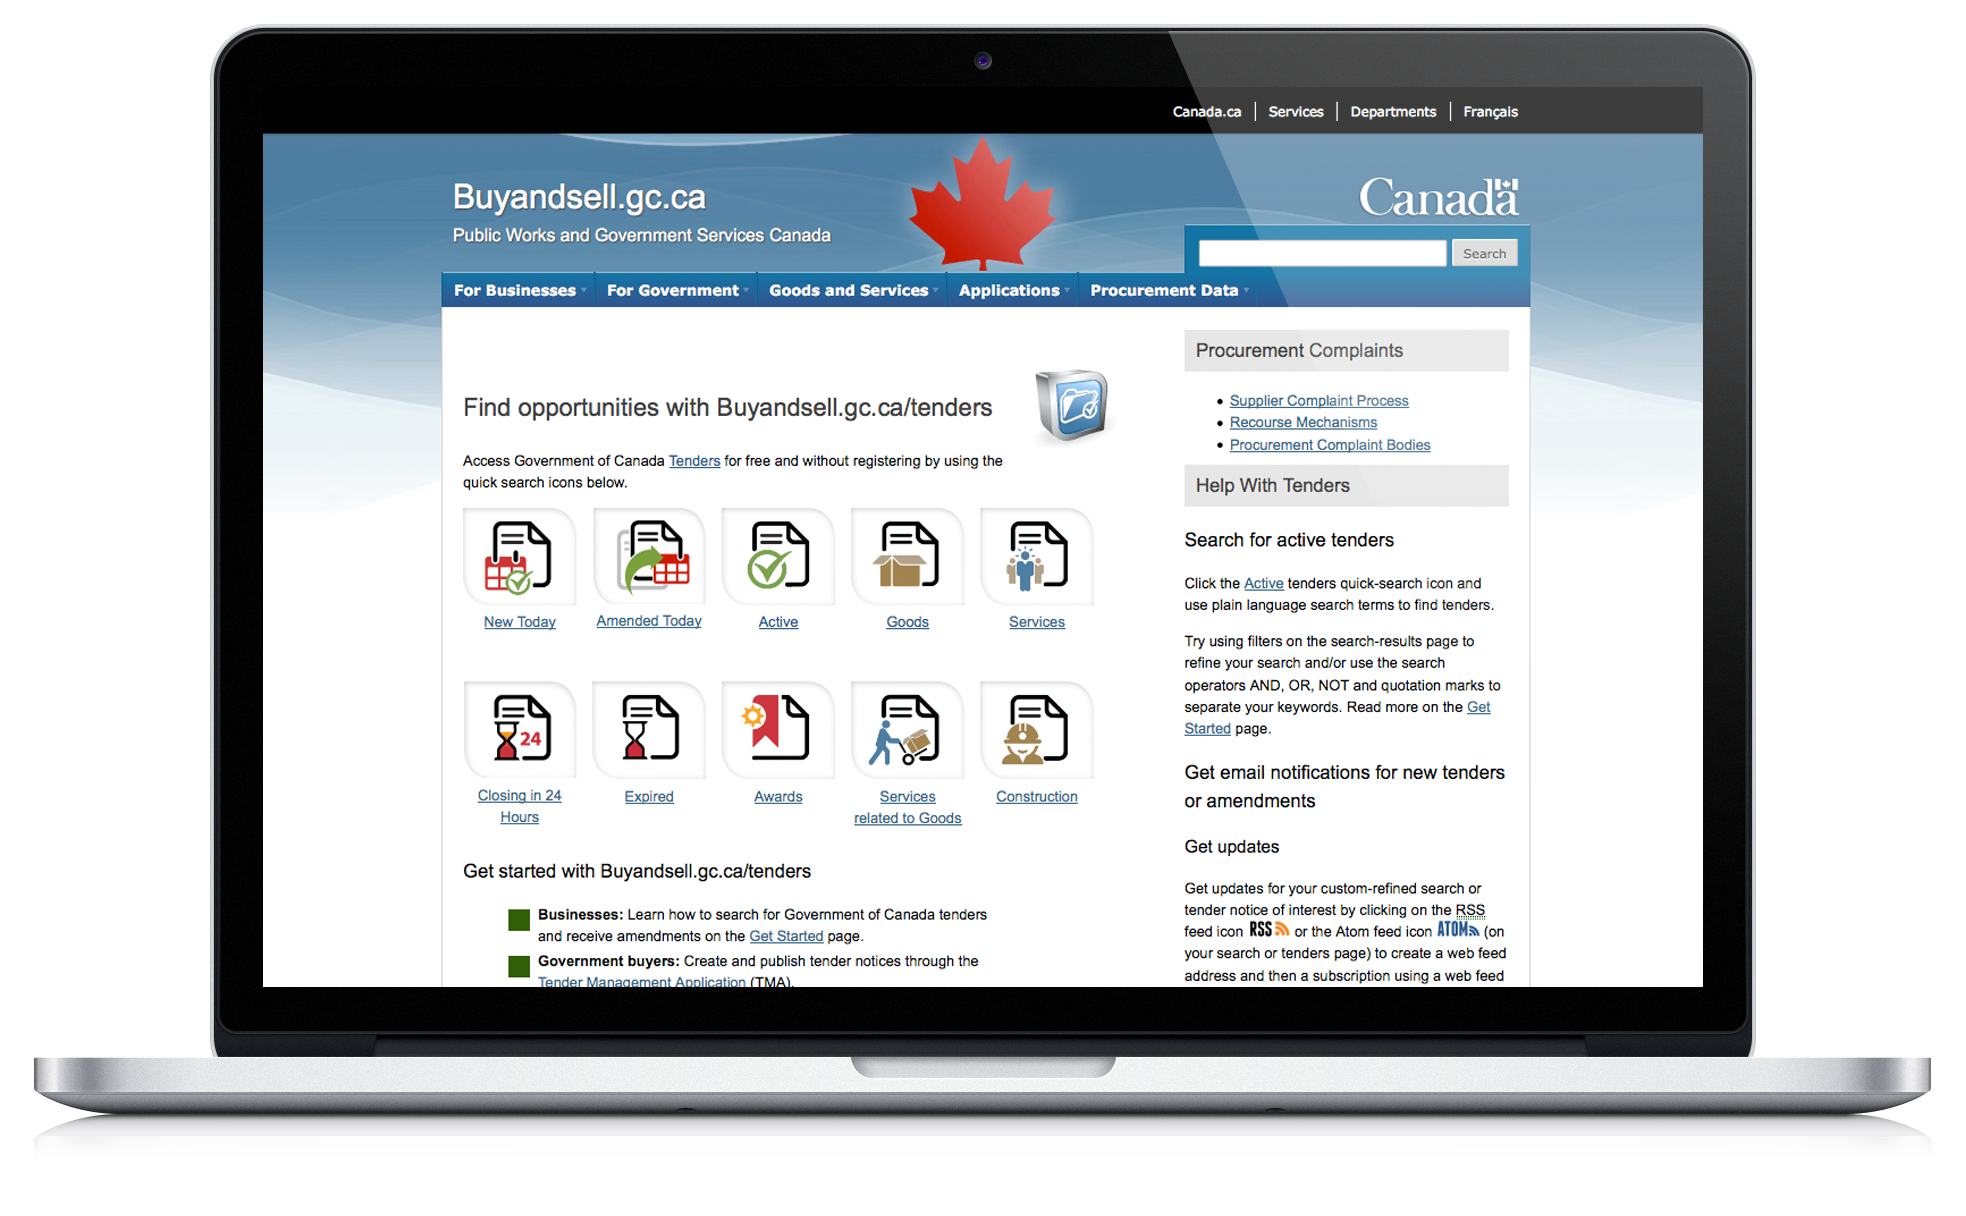 Canada.ca Services Departments Français
Buyandsell.gc.ca
Public Works and Government Services Canada
Canada
Search
For Businesses For Government Goods and Services Applications Procurement Data
Find opportunities with Buyandsell.gc.ca/tenders
Access Government of Canada Tenders for free and without registering by using the
quick search icons below.
New Today
Amended Today
Active
Goods
Services
24
Closing in 24
Hours
Expired
Awards
Services
related to Goods
Construction
Get started with Buyandsell.gc.ca/tenders
Businesses: Learn how to search for Government of Canada tenders
and receive amendments on the Get Started page.
Government buyers: Create and publish tender notices through the
Tender Management Application (TMA).
Procurement Complaints
Supplier Complaint Process
Recourse Mechanisms
Procurement Complaint Bodies
Help With Tenders
Search for active tenders
Click the Active tenders quick-search icon and
use plain language search terms to find tenders.
Try using filters on the search-results page to
refine your search and/or use the search
operators AND, OR, NOT and quotation marks to
separate your keywords. Read more on the Get
Started page.
Get email notifications for new tenders
or amendments
Get updates
Get updates for your custom-refined search or
tender notice of interest by clicking on the RSS
feed icon RSS or the Atom feed icon ATOM (on
your search or tenders page) to create a web feed
address and then a subscription using a web feed